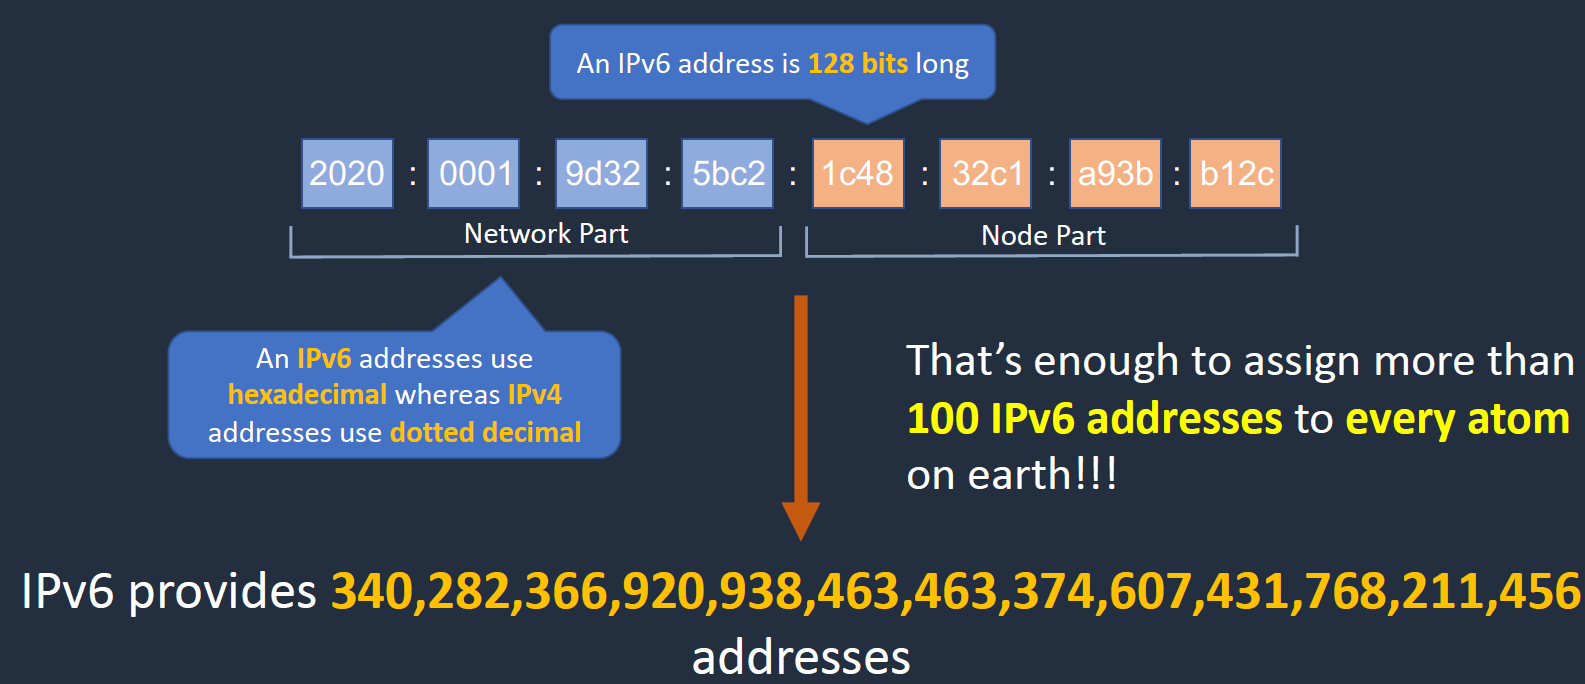 An IPv6 address is 128 bits long
2020 : 0001 : 9d32 : 5bc2 : 1c48 : 32c1 : a93b : b12c
Network Part
Node Part
An IPv6 addresses use
hexadecimal whereas IPv4
addresses use dotted decimal
That's enough to assign more than
100 IPv6 addresses to every atom
on earth!!!
IPv6 provides 340,282,366,920,938,463,463,374,607,431,768,211,456
addresses